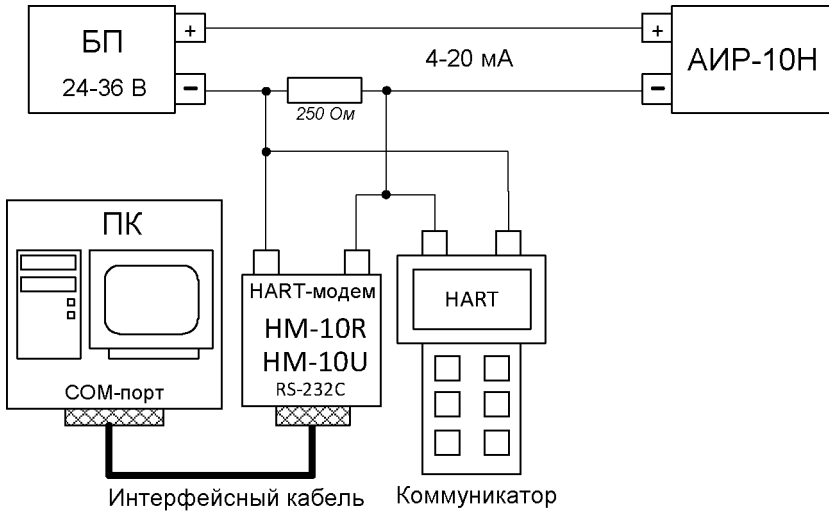 БП
24-36 В
+
−
4-20 мА
+
−
АИР-10Н
250 Ом
ПК
COM-порт
HART-модем
HM-10R
HM-10U
RS-232C
HART
Интерфейсный кабель
Коммуникатор